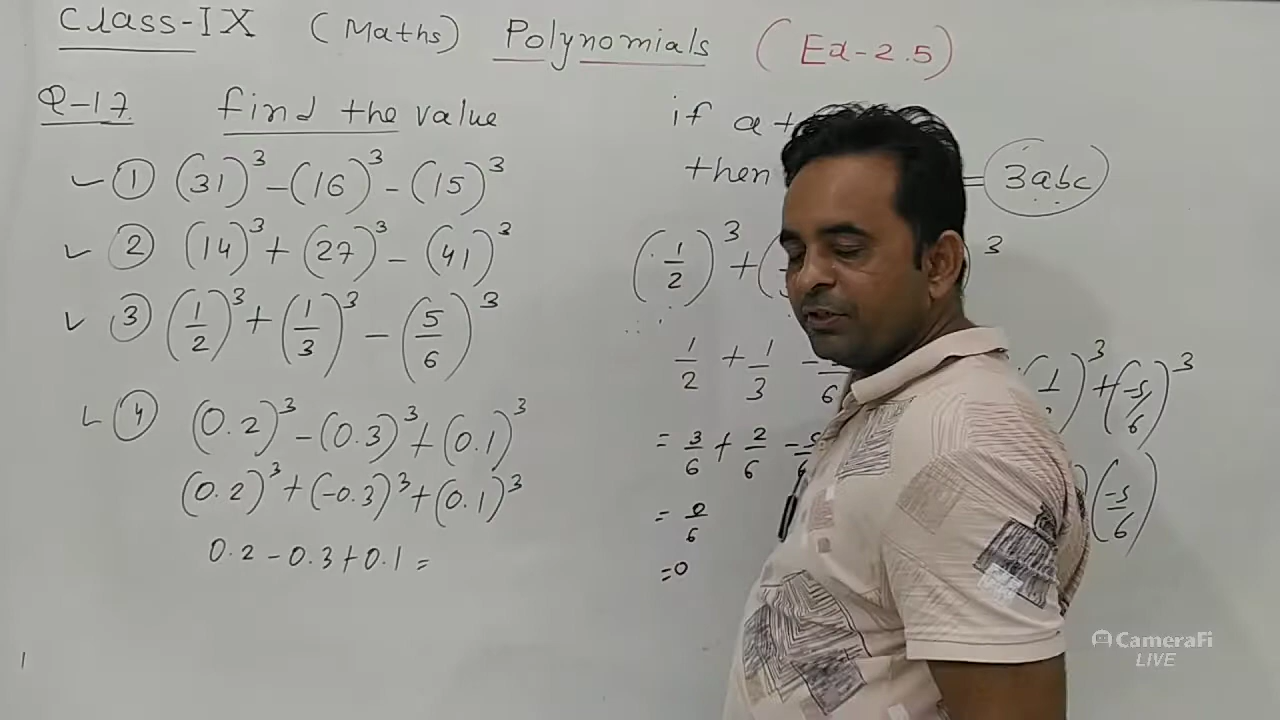 Class-IX (Maths) Polynomials (Ex-2.5)
Q-17 find the value
① (31)³ - (16)³ - (15)³
② (14)³ + (27)³ - (41)³
③ (1/2)³ + (1/3)³ - (5/6)³
④ (0.2)³ - (0.3)³ + (0.1)³
(0.2)³ + (-0.3)³ + (0.1)³
0.2 - 0.3 + 0.1 =
if a +
then = 3abc
(1/2)³ + ( )³
1/2 + 1/3 -
= 3/6 + 2/6 -
= 0/6
= 0
)³ + (-5/6)³
(-5/6)
CameraFi
LIVE